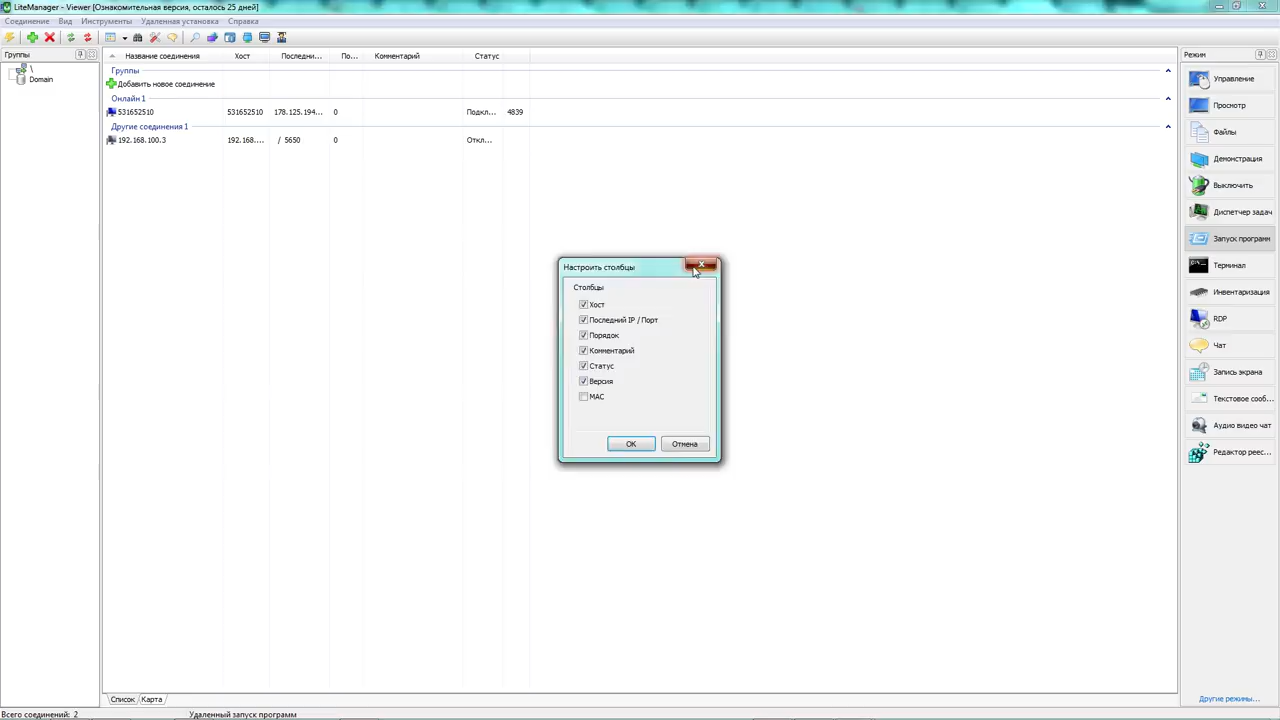 LiteManager - Viewer [Ознакомительная версия, осталось 25 дней]
Соединение Вид Инструменты Удаленная установка Справка
Группы
\
Domain
Название соединения Хост Последни... По... Комментарий Статус
Группы
Добавить новое соединение
Онлайн 1
531652510 531652510 178.125.194... 0 Подкл... 4839
Другие соединения 1
192.168.100.3 192.168.... / 5650 0 Откл...
Настроить столбцы
Столбцы
Хост
Последний IP / Порт
Порядок
Комментарий
Статус
Версия
MAC
OK Отмена
Режим
Управление
Просмотр
Файлы
Демонстрация
Выключить
Диспетчер задач
Запуск программ
Терминал
Инвентаризация
RDP
Чат
Запись экрана
Текстовое сооб...
Аудио видео чат
Редактор реес...
Другие режимы...
Список Карта
Всего соединений: 2 Удаленный запуск программ